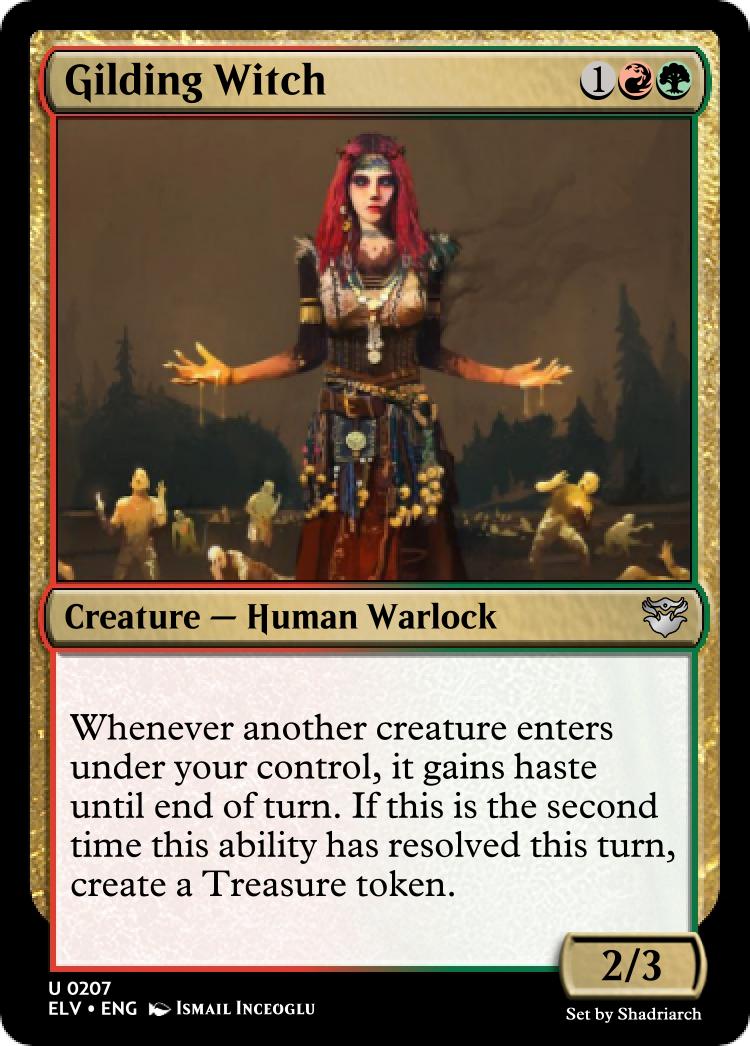 Gilding Witch
1
Creature — Human Warlock
Whenever another creature enters
under your control, it gains haste
until end of turn. If this is the second
time this ability has resolved this turn,
create a Treasure token.
2/3
U 0207
ELV • ENG Ismail Inceoglu
Set by Shadriarch